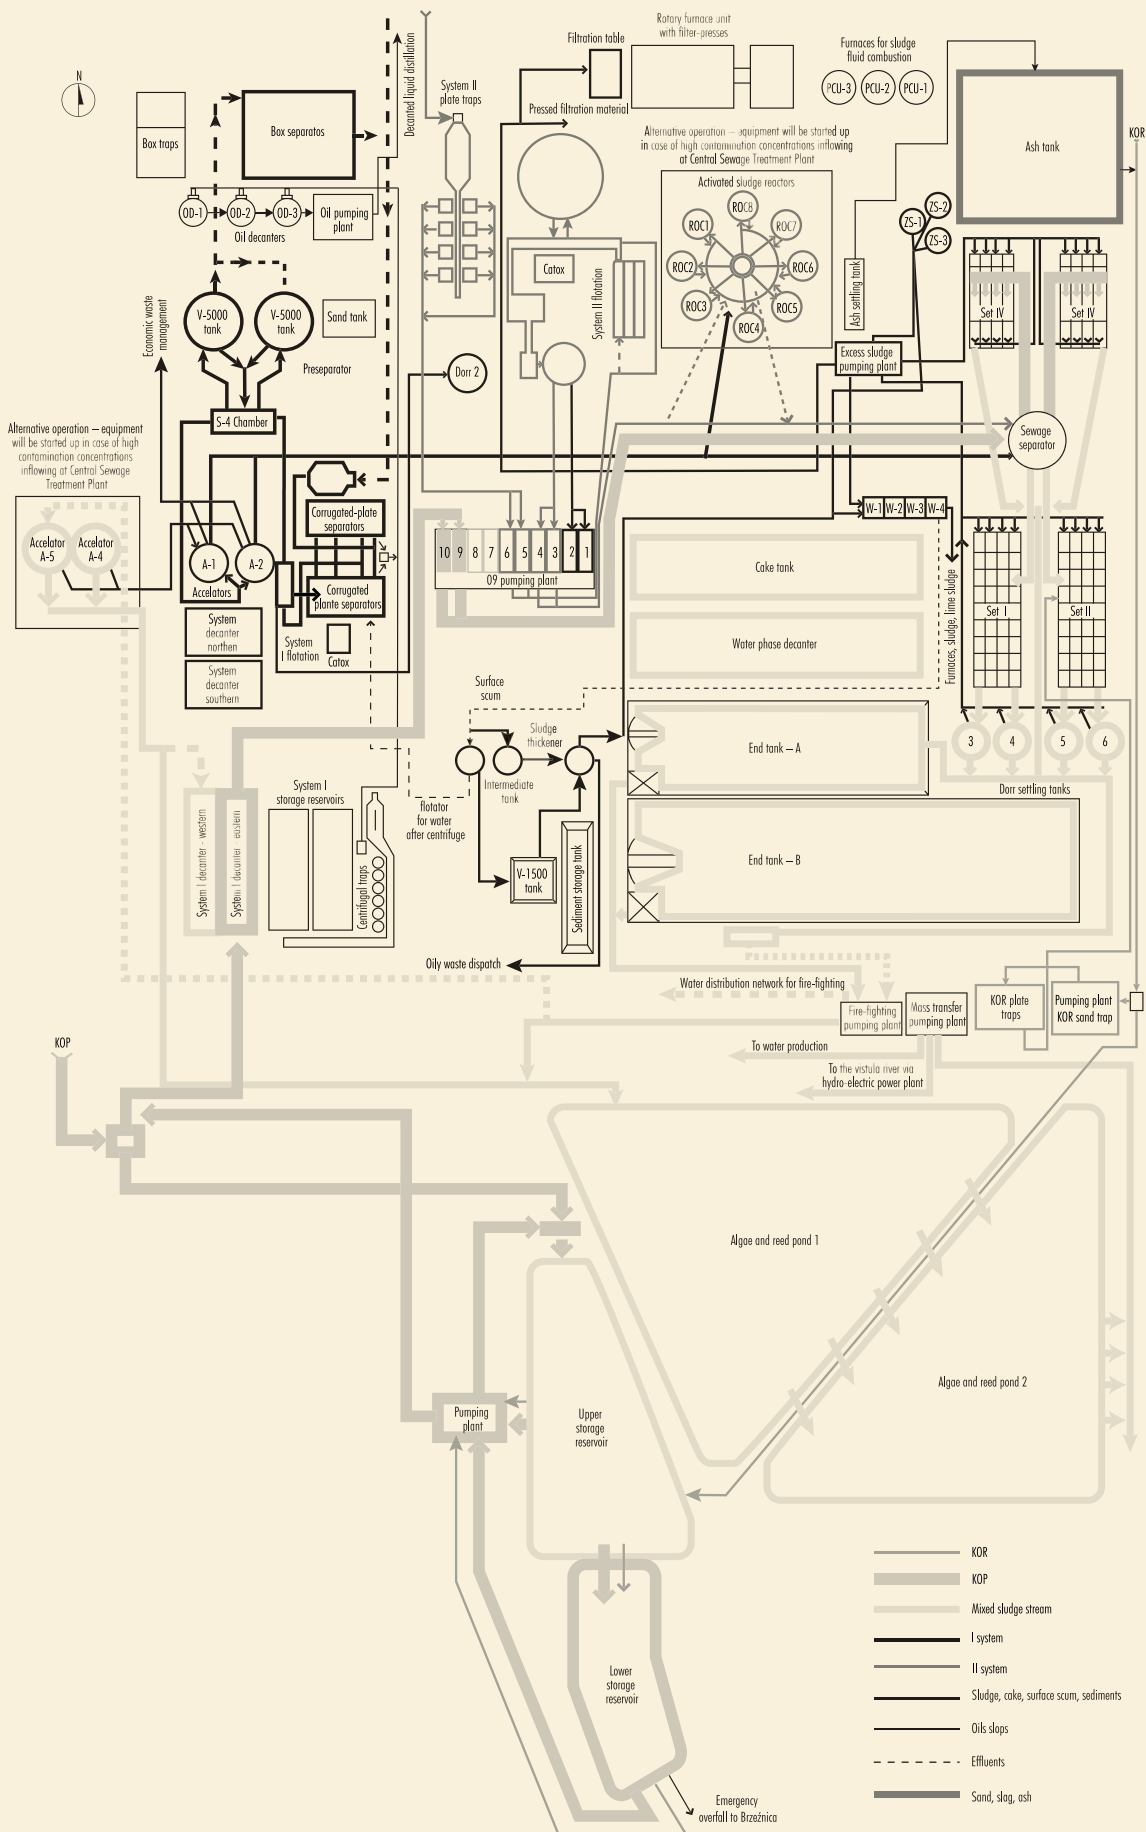 Rotary furnace unit
with filter-presses
Filtration table
Furnaces for sludge
fluid combustion
PCU-3
PCU-2
PCU-1
Decanted liquid distillation
System II
plate traps
N
Box traps
Box separatos
Pressed filtration material
Alternative operation – equipment will be started up
in case of high contamination concentrations inflowing
at Central Sewage Treatment Plant
Ash tank
KOR
OD-1
OD-2
OD-3
Oil decanters
Oil pumping
plant
Activated sludge reactors
ROC8
ROC1
ROC7
ROC2
ROC6
ROC3
ROC5
ROC4
ZS-2
ZS-1
ZS-3
Ash settling tank
Catox
System II flotation
Set IV
Set IV
V-5000
tank
V-5000
tank
Sand tank
Economic waste
management
Preseparator
Dorr 2
Excess sludge
pumping plant
S-4 Chamber
Sewage
separator
Alternative operation – equipment
will be started up in case of high
contamination concentrations
inflowing at Central Sewage
Treatment Plant
Corrugated-plate
separators
W-1
W-2
W-3
W-4
Accelator
A-5
Accelator
A-4
A-1
A-2
Accelators
10
9
8
7
6
5
4
3
2
1
09 pumping plant
Cake tank
Corrugated
plante separators
Furnaces, sludge, lime sludge
Set I
Set II
System
decanter
northen
System
I flotation
Catox
Water phase decanter
System
decanter
southern
Surface
scum
Sludge
thickener
Intermediate
tank
End tank – A
3
4
5
6
Dorr settling tanks
System I
storage reservoirs
flotator
for water
after centrifuge
System I decanter - western
System I decanter - eastern
Centrifugal traps
V-1500
tank
Sediment storage tank
End tank – B
Oily waste dispatch
Water distribution network for fire-fighting
Fire-fighting
pumping plant
Mass transfer
pumping plant
KOR plate
traps
Pumping plant
KOR sand trap
KOP
To water production
To the vistula river via
hydro-electric power plant
Algae and reed pond 1
Algae and reed pond 2
Pumping
plant
Upper
storage
reservoir
KOR
KOP
Mixed sludge stream
I system
II system
Sludge, cake, surface scum, sediments
Oils slops
Effluents
Sand, slag, ash
Lower
storage
reservoir
Emergency
overfall to Brzeźnica